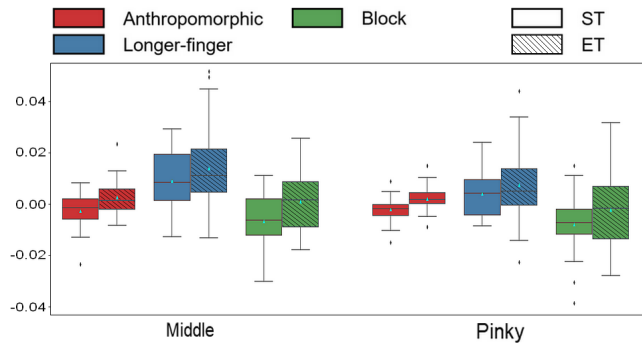 Anthropomorphic Block ST
Longer-finger ET
0.04
0.02
0.00
-0.02
-0.04
Middle Pinky